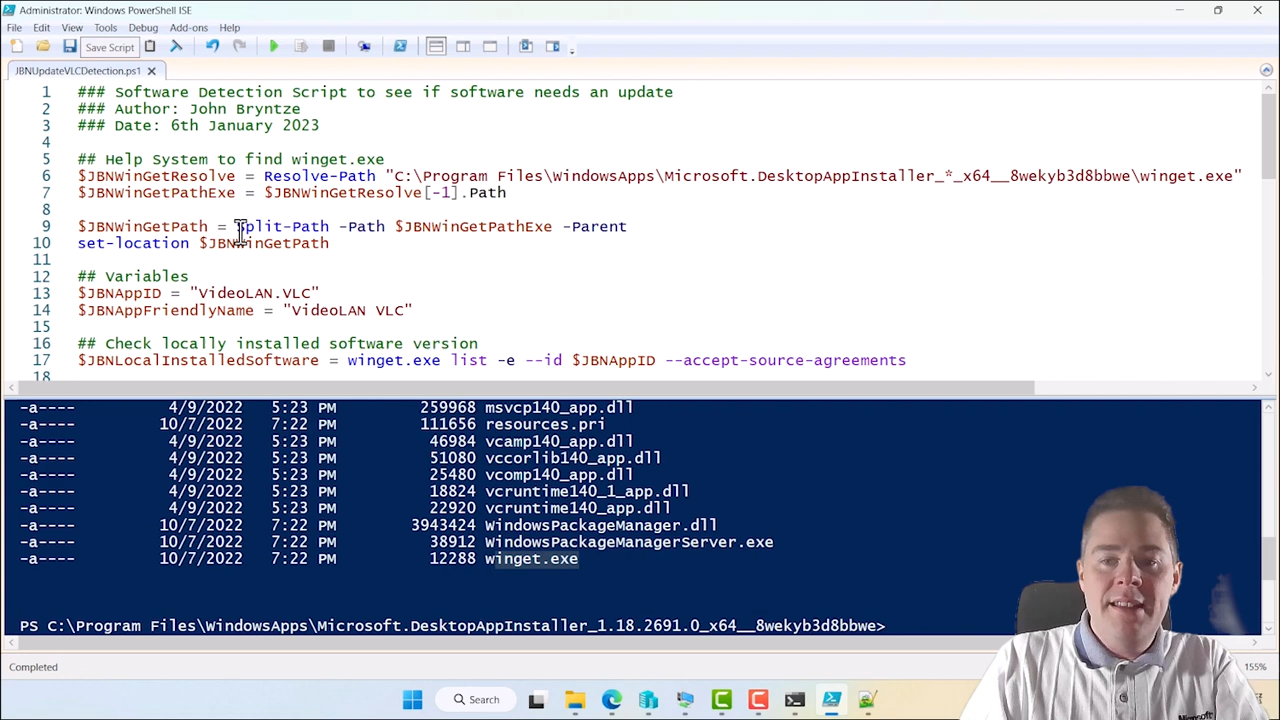 Administrator: Windows PowerShell ISE
File Edit View Tools Debug Add-ons Help
Save Script
JBNUpdateVLCDetection.ps1
1 ### Software Detection Script to see if software needs an update
2 ### Author: John Bryntze
3 ### Date: 6th January 2023
4
5 ## Help System to find winget.exe
6 $JBNWinGetResolve = Resolve-Path "C:\Program Files\WindowsApps\Microsoft.DesktopAppInstaller_*_x64__8wekyb3d8bbwe\winget.exe"
7 $JBNWinGetPathExe = $JBNWinGetResolve[-1].Path
8
9 $JBNWinGetPath = Split-Path -Path $JBNWinGetPathExe -Parent
10 set-location $JBNWinGetPath
11
12 ## Variables
13 $JBNAppID = "VideoLAN.VLC"
14 $JBNAppFriendlyName = "VideoLAN VLC"
15
16 ## Check locally installed software version
17 $JBNLocalInstalledSoftware = winget.exe list -e --id $JBNAppID --accept-source-agreements
18
-a---- 4/9/2022 5:23 PM 259968 msvcp140_app.dll
-a---- 10/7/2022 7:22 PM 111656 resources.pri
-a---- 4/9/2022 5:23 PM 46984 vcamp140_app.dll
-a---- 4/9/2022 5:23 PM 51080 vccorlib140_app.dll
-a---- 4/9/2022 5:23 PM 25480 vcomp140_app.dll
-a---- 4/9/2022 5:23 PM 18824 vcruntime140_1_app.dll
-a---- 4/9/2022 5:23 PM 22920 vcruntime140_app.dll
-a---- 10/7/2022 7:22 PM 3943424 WindowsPackageManager.dll
-a---- 10/7/2022 7:22 PM 38912 WindowsPackageManagerServer.exe
-a---- 10/7/2022 7:22 PM 12288 winget.exe
PS C:\Program Files\WindowsApps\Microsoft.DesktopAppInstaller_1.18.2691.0_x64__8wekyb3d8bbwe>
Completed
155%
Search
Microsoft